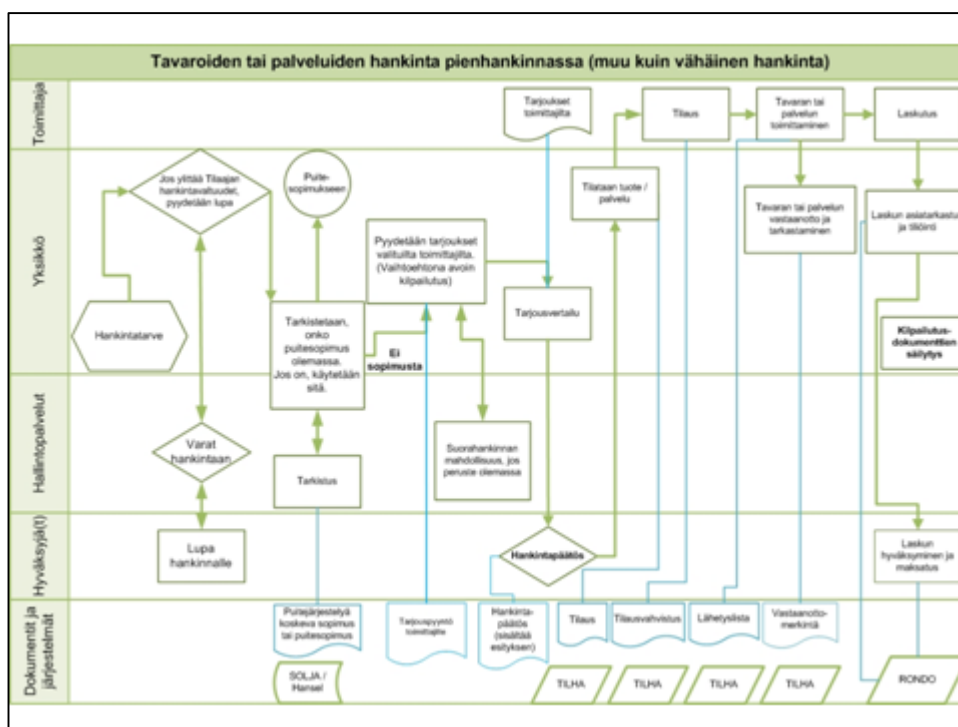 Tavaroiden tai palveluiden hankinta pienhankinnassa (muu kuin vähäinen hankinta)
Toimittaja
Tarjoukset
toimittajilta
Tilaus
Tavaran tai
palvelun
toimittaminen
Laskutus
Yksikkö
Jos ylittää Tilaajan
hankintavaltuudet,
pyydetään lupa
Puite-
sopimukseen
Tilataan tuote /
palvelu
Tavaran tai palvelun
vastaanotto ja
tarkastaminen
Laskun asiatarkastu
ja tiliöinti
Pyydetään tarjoukset
valituilta toimittajilta.
(Vaihtoehtona avoin
kilpailutus)
Hankintatarve
Tarkistetaan,
onko
puitesopimus
olemassa.
Jos on, käytetään
sitä.
Ei
sopimusta
Tarjousvertailu
Kilpailutus-
dokumenttien
säilytys
Hallintopalvelut
Varat
hankintaan
Tarkistus
Suorahankinnan
mahdollisuus, jos
peruste olemassa
Hyväksyjä(t)
Lupa
hankinnalle
Hankintapäätös
Laskun
hyväksyminen ja
maksatus
Dokumentit ja
järjestelmät
Puitejärjestelyä
koskeva sopimus
tai puitesopimus
Tarjouspyyntö
toimittajille
Hankinta-
päätös
(sisältää
esityksen)
Tilaus
Tilausvahvistus
Lähetyslista
Vastaanotto-
merkintä
SOLJA /
Hansel
TILHA
TILHA
TILHA
TILHA
RONDO